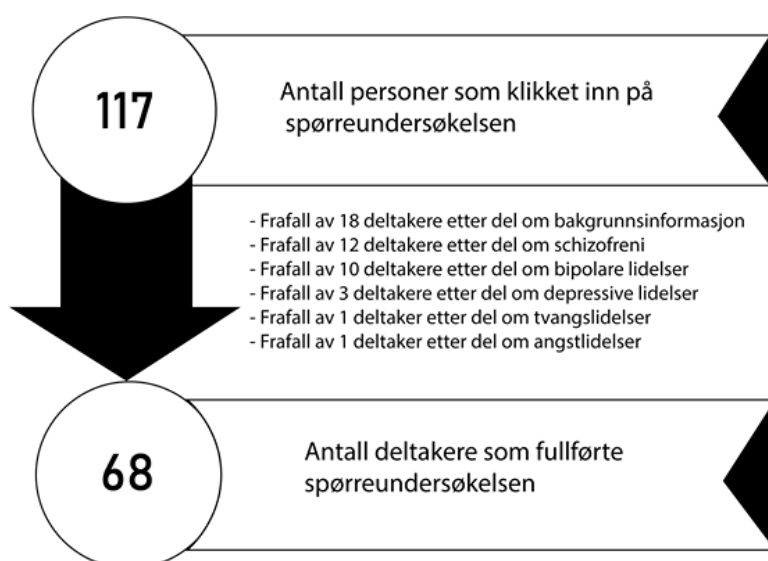 117
Antall personer som klikket inn på
spørreundersøkelsen
- Frafall av 18 deltakere etter del om bakgrunnsinformasjon
- Frafall av 12 deltakere etter del om schizofreni
- Frafall av 10 deltakere etter del om bipolare lidelser
- Frafall av 3 deltakere etter del om depressive lidelser
- Frafall av 1 deltaker etter del om tvangslidelser
- Frafall av 1 deltaker etter del om angstlidelser
68
Antall deltakere som fullførte
spørreundersøkelsen